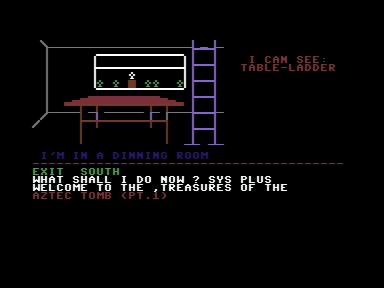 I CAN SEE:
TABLE-LADDER
I'M IN A DINNING ROOM
EXIT SOUTH
WHAT SHALL I DO NOW ? SYS PLUS
WELCOME TO THE ,TREASURES OF THE
AZTEC TOMB (PT.1)